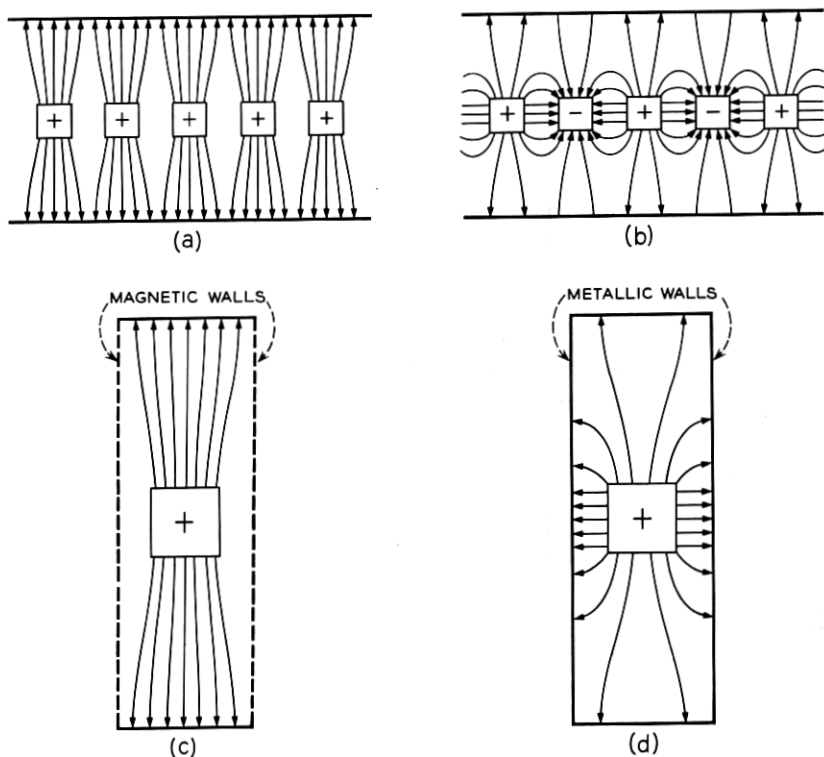 + + + + +
+ − + − +
(a)
(b)
MAGNETIC WALLS
METALLIC WALLS
+
+
(c)
(d)